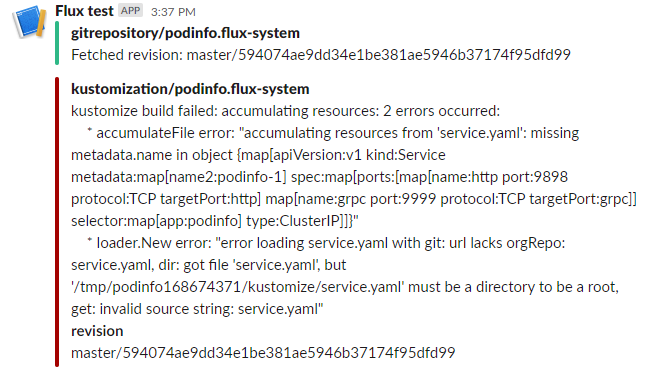 Flux test APP 3:37 PM
gitrepository/podinfo.flux-system
Fetched revision: master/594074ae9dd34e1be381ae5946b37174f95dfd99
kustomization/podinfo.flux-system
kustomize build failed: accumulating resources: 2 errors occurred:
* accumulateFile error: "accumulating resources from 'service.yaml': missing
metadata.name in object {map[apiVersion:v1 kind:Service
metadata:map[name2:podinfo-1] spec:map[ports:[map[name:http port:9898
protocol:TCP targetPort:http] map[name:grpc port:9999 protocol:TCP targetPort:grpc]]
selector:map[app:podinfo] type:ClusterIP]]}"
* loader.New error: "error loading service.yaml with git: url lacks orgRepo:
service.yaml, dir: got file 'service.yaml', but
'/tmp/podinfo168674371/kustomize/service.yaml' must be a directory to be a root,
get: invalid source string: service.yaml"
revision
master/594074ae9dd34e1be381ae5946b37174f95dfd99